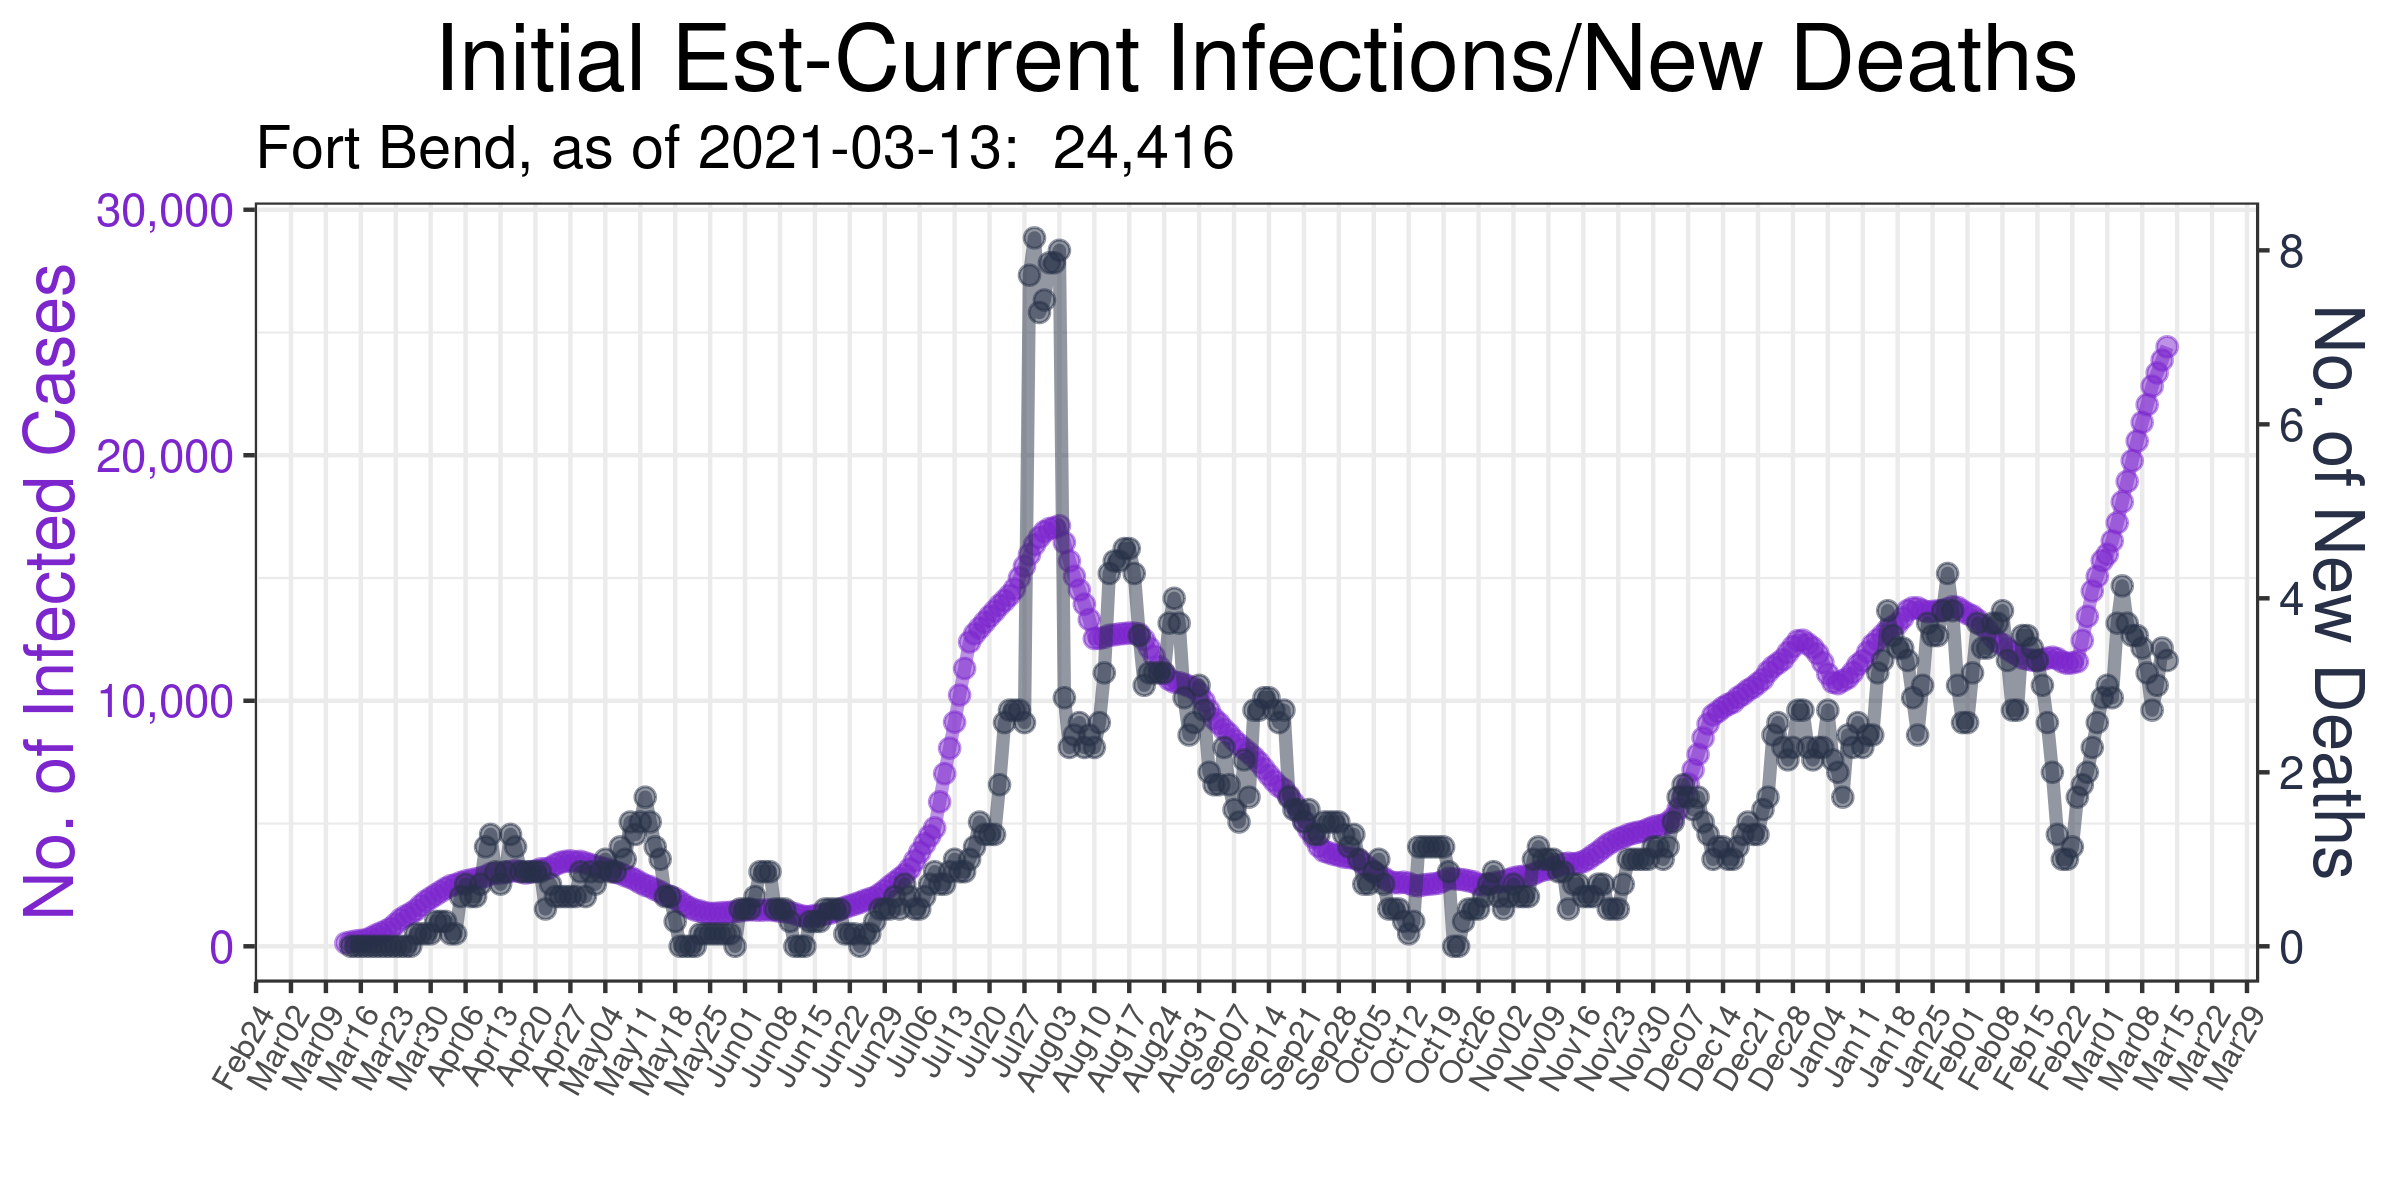 Initial Est-Current Infections/New Deaths
Fort Bend, as of 2021-03-13:  24,416
No. of Infected Cases
30,000
20,000
10,000
0
8
6
4
2
0
No. of New Deaths
Feb24
Mar02
Mar09
Mar16
Mar23
Mar30
Apr06
Apr13
Apr20
Apr27
May04
May11
May18
May25
Jun01
Jun08
Jun15
Jun22
Jun29
Jul06
Jul13
Jul20
Jul27
Aug03
Aug10
Aug17
Aug24
Aug31
Sep07
Sep14
Sep21
Sep28
Oct05
Oct12
Oct19
Oct26
Nov02
Nov09
Nov16
Nov23
Nov30
Dec07
Dec14
Dec21
Dec28
Jan04
Jan11
Jan18
Jan25
Feb01
Feb08
Feb15
Feb22
Mar01
Mar08
Mar15
Mar22
Mar29